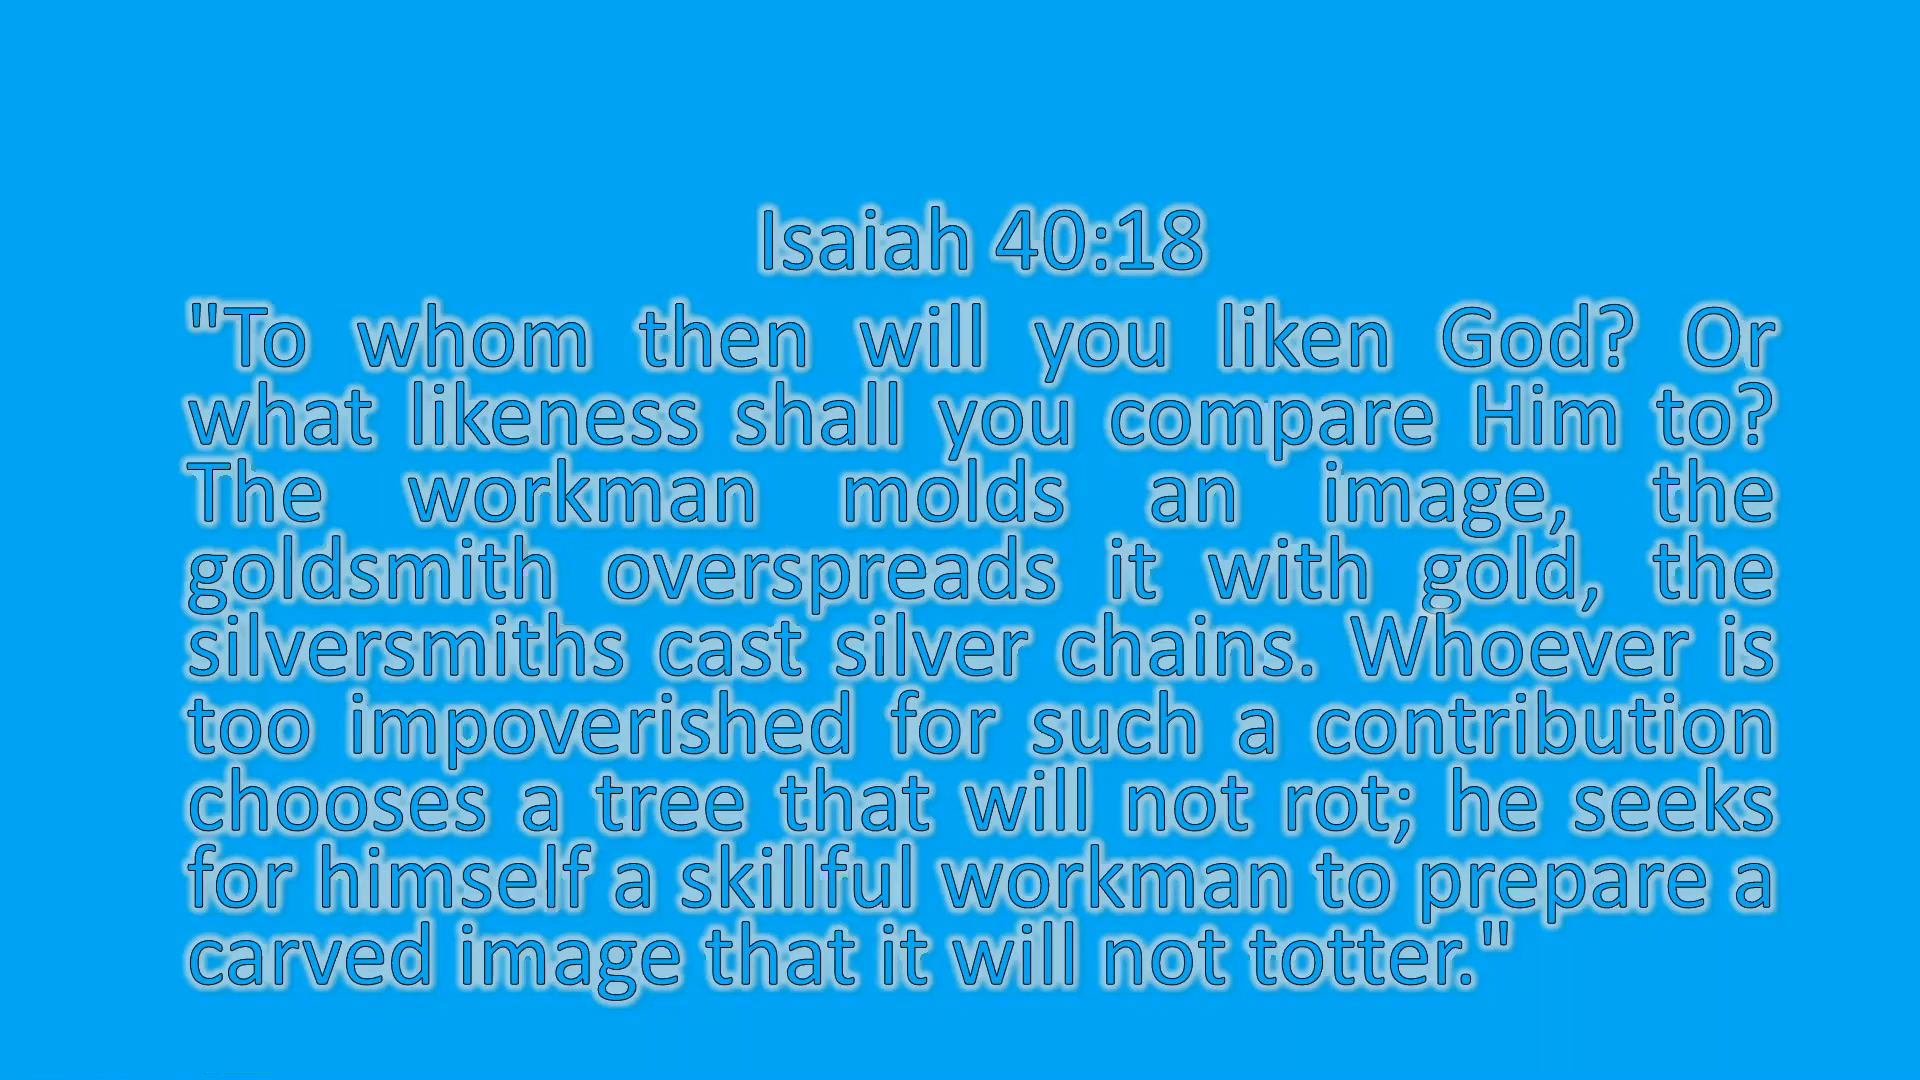 Isaiah 40:18
"To whom then will you liken God? Or
what likeness shall you compare Him to?
The workman molds an image, the
goldsmith overspreads it with gold, the
silversmiths cast silver chains. Whoever is
too impoverished for such a contribution
chooses a tree that will not rot; he seeks
for himself a skillful workman to prepare a
carved image that it will not totter."